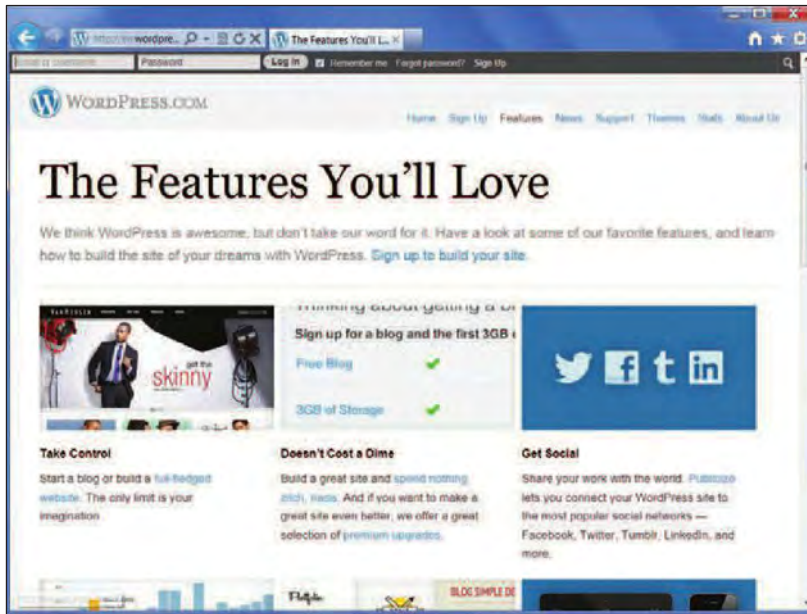 wordpre..
The Features You'll L...
Password
Log In
Remember me Forgot password? Sign Up
WORDPRESS.COM
Home Sign Up Features News Support Themes Stats About Us
The Features You'll Love
We think WordPress is awesome, but don't take our word for it. Have a look at some of our favorite features, and learn
how to build the site of your dreams with WordPress. Sign up to build your site.
get the
skinny
Thinking about getting a
Sign up for a blog and the first 3GB
Free Blog
3GB of Storage
Take Control
Start a blog or build a full-fledged
website. The only limit is your
imagination.
Doesn't Cost a Dime
Build a great site and spend nothing
zilch, nada. And if you want to make a
great site even better, we offer a great
selection of premium upgrades.
Get Social
Share your work with the world. Publicize
lets you connect your WordPress site to
the most popular social networks —
Facebook, Twitter, Tumblr, LinkedIn, and
more.
BLOG SIMPLE